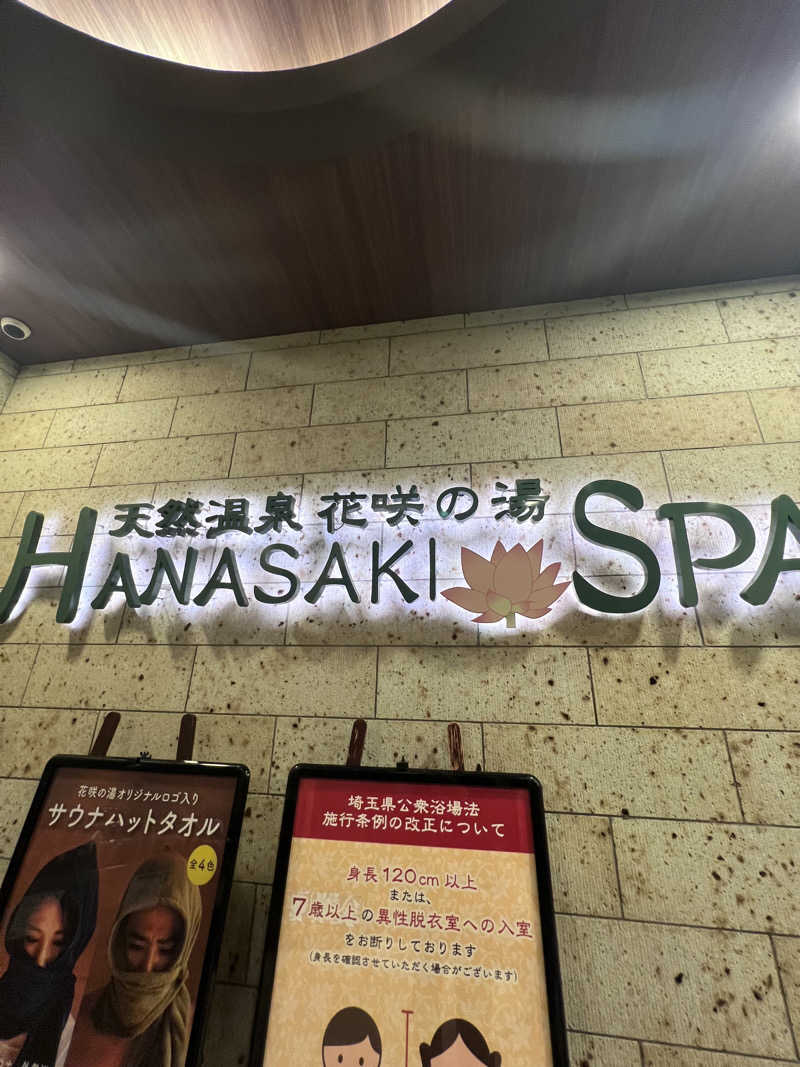 天然温泉 花咲の湯
HANASAKI SPA
花咲の湯オリジナルロゴ入り
サウナハットタオル
全4色
埼玉県公衆浴場法
施行条例の改正について
身長120cm以上
または、
7歳以上の異性脱衣室への入室
をお断りしております
(身長を確認させていただく場合がございます)